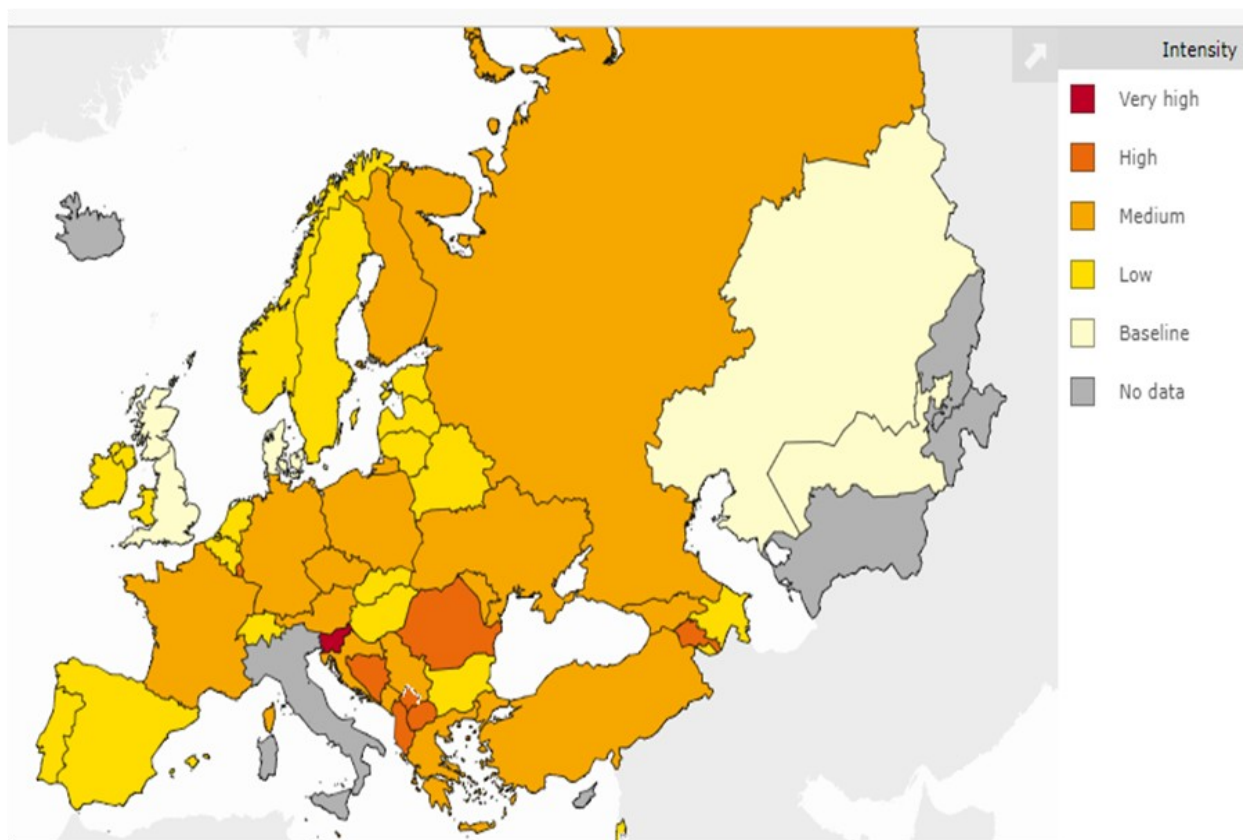 Intensity
Very high
High
Medium
Low
Baseline
No data